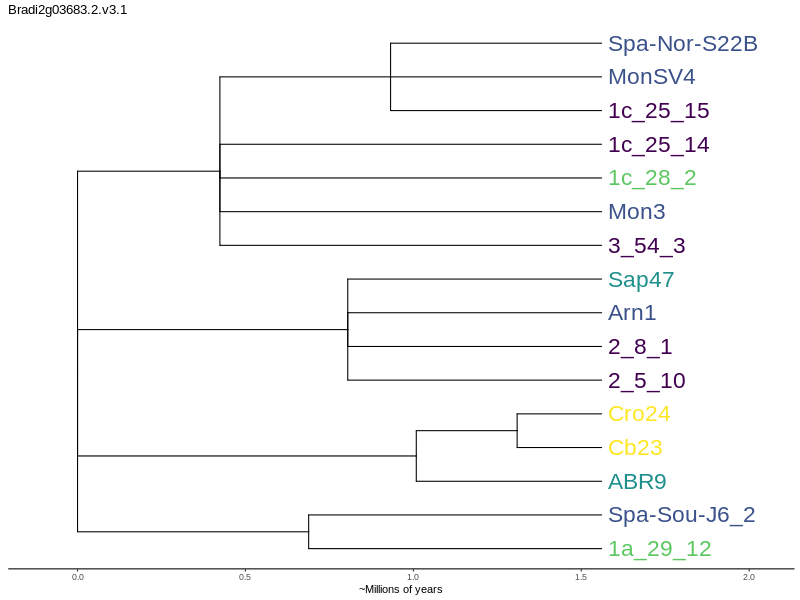 Bradi2g03683.2.v3.1
Spa-Nor-S22B
MonSV4
1c_25_15
1c_25_14
1c_28_2
Mon3
3_54_3
Sap47
Arn1
2_8_1
2_5_10
Cro24
Cb23
ABR9
Spa-Sou-J6_2
1a_29_12
0.0 0.5 1.0 1.5 2.0
~Millions of years